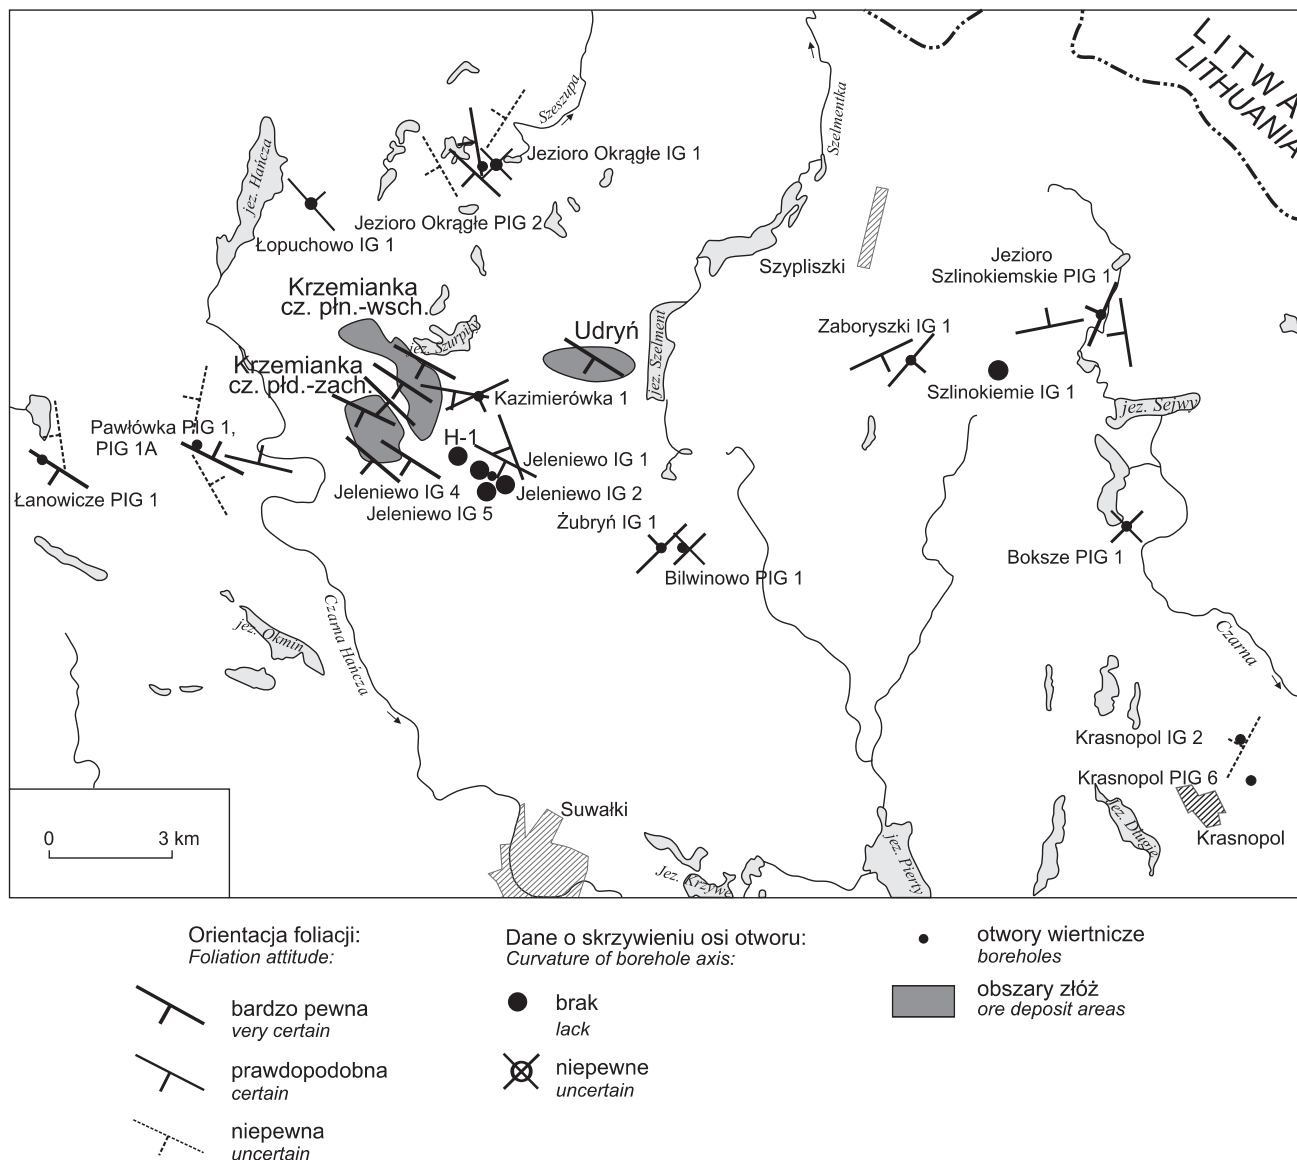 LITWA
LITHUANIA
Szeszupa
Szelmentka
jez. Hańcza
Jezioro Okrągłe IG 1
Jezioro Okrągłe PIG 2
Łopuchowo IG 1
Szypliszki
Jezioro
Szlinokiemskie PIG 1
Krzemianka
cz. płn.-wsch.
jez. Szurpiły
Udryń
jez. Szelment
Zaboryszki IG 1
Krzemianka
cz. płd.-zach.
Kazimierówka 1
Szlinokiemie IG 1
jez. Sejwy
Pawłówka PIG 1,
PIG 1A
H-1
Jeleniewo IG 1
Łanowicze PIG 1
Jeleniewo IG 4
Jeleniewo IG 2
Jeleniewo IG 5
Żubryń IG 1
Bilwinowo PIG 1
Boksze PIG 1
jez. Okmin
Czarna Hańcza
Czarna
Krasnopol IG 2
Krasnopol PIG 6
Suwałki
jez. Długie
Krasnopol
0 3 km
Jez. Krzywe
jez. Pierty
Orientacja foliacji:
Foliation attitude:
bardzo pewna
very certain
prawdopodobna
certain
niepewna
uncertain
Dane o skrzywieniu osi otworu:
Curvature of borehole axis:
brak
lack
niepewne
uncertain
otwory wiertnicze
boreholes
obszary złóż
ore deposit areas